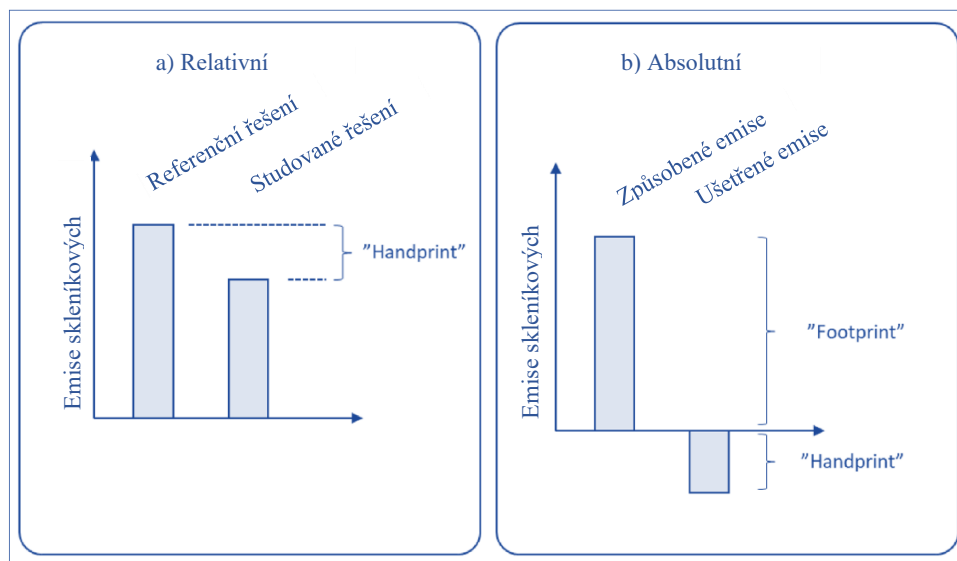 a) Relativní
Referenční řešení
Studované řešení
Emise skleníkových
”Handprint”
b) Absolutní
Způsobené emise
Ušetřené emise
Emise skleníkových
”Footprint”
”Handprint”